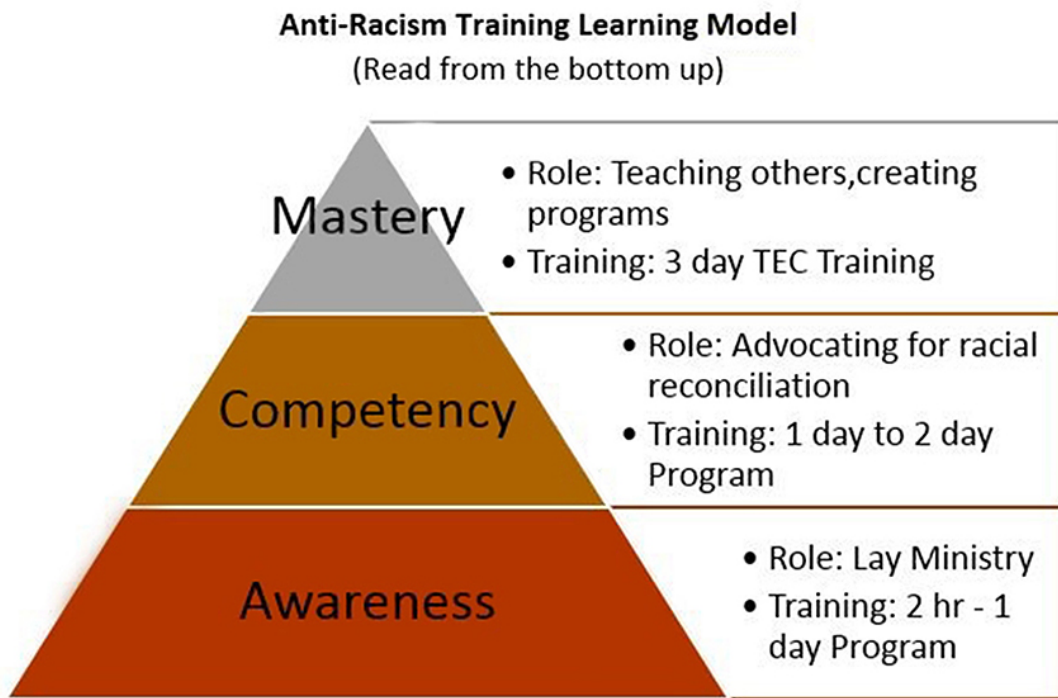 Anti-Racism Training Learning Model
(Read from the bottom up)
Mastery
• Role: Teaching others,creating
programs
• Training: 3 day TEC Training
Competency
• Role: Advocating for racial
reconciliation
• Training: 1 day to 2 day
Program
Awareness
• Role: Lay Ministry
• Training: 2 hr - 1
day Program